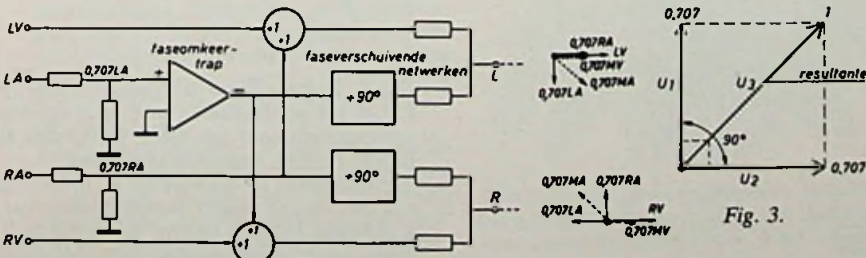 LV
+1
+1
faseomkeer-
trap
faseverschuivende
netwerken
L
LA
0,707LA
+
=
+90°
RA
0,707RA
+90°
R
RV
+1
+1
0,707RA
LV
0,707MV
0,707MA
0,707LA
0,707MA
0,707RA
0,707LA
RV
0,707MV
0,707
1
U1
U3
resultante
90°
U2
0,707
Fig. 3.